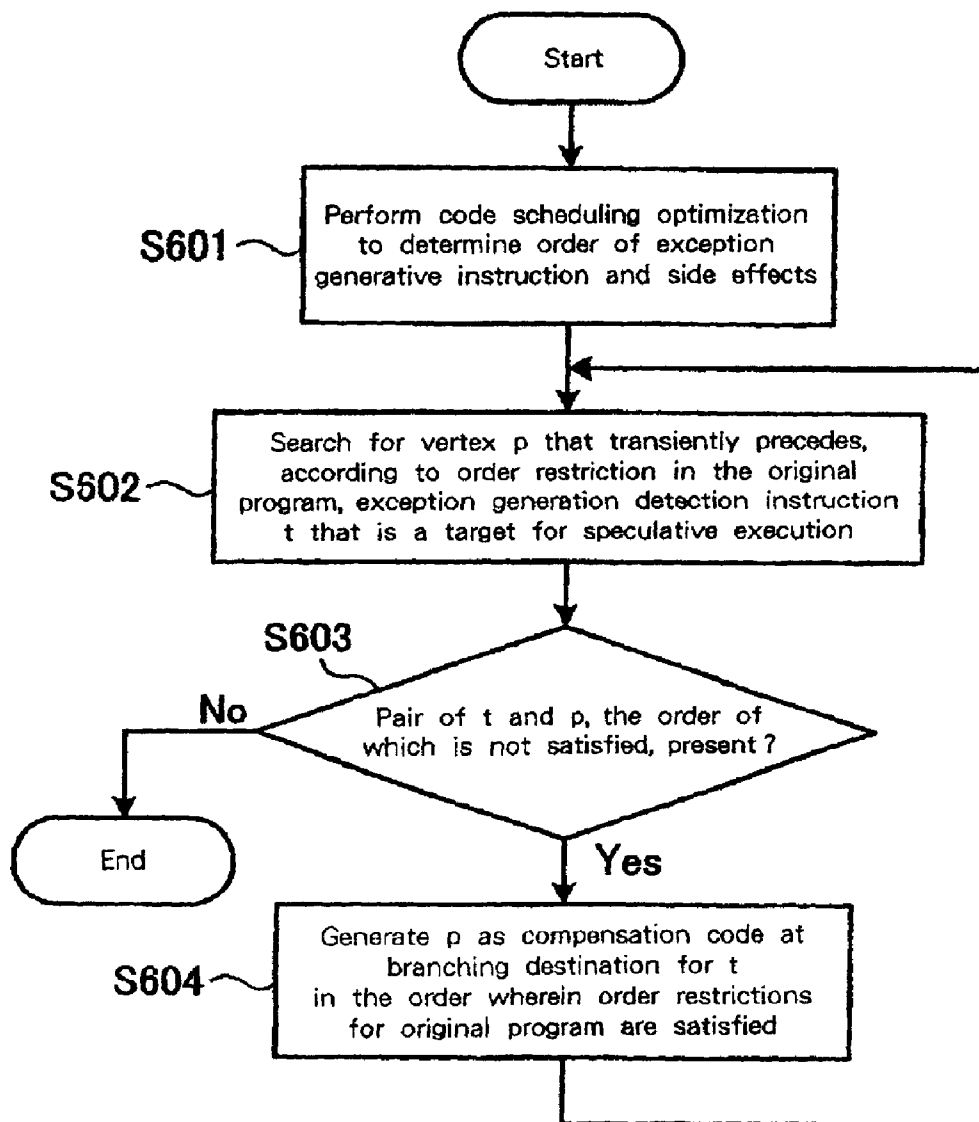 Start
S601
Perform code scheduling optimization
to determine order of exception
generative instruction and side effects
S602
Search for vertex p that transiently precedes,
according to order restriction in the original
program, exception generation detection instruction
t that is a target for speculative execution
S603
No
Pair of t and p, the order of
which is not satisfied, present ?
End
Yes
S604
Generate p as compensation code at
branching destination for t
in the order wherein order restrictions
for original program are satisfied